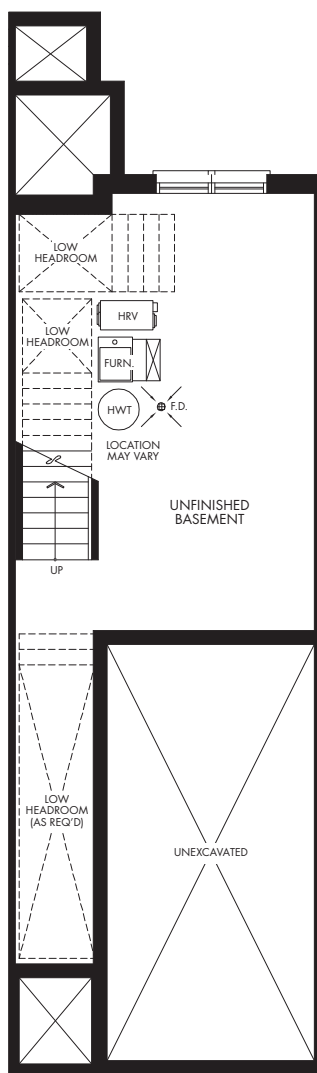 LOW
HEADROOM
HRV
LOW
HEADROOM
FURN.
HWT
F.D.
LOCATION
MAY VARY
UNFINISHED
BASEMENT
UP
LOW
HEADROOM
(AS REQ'D)
UNEXCAVATED